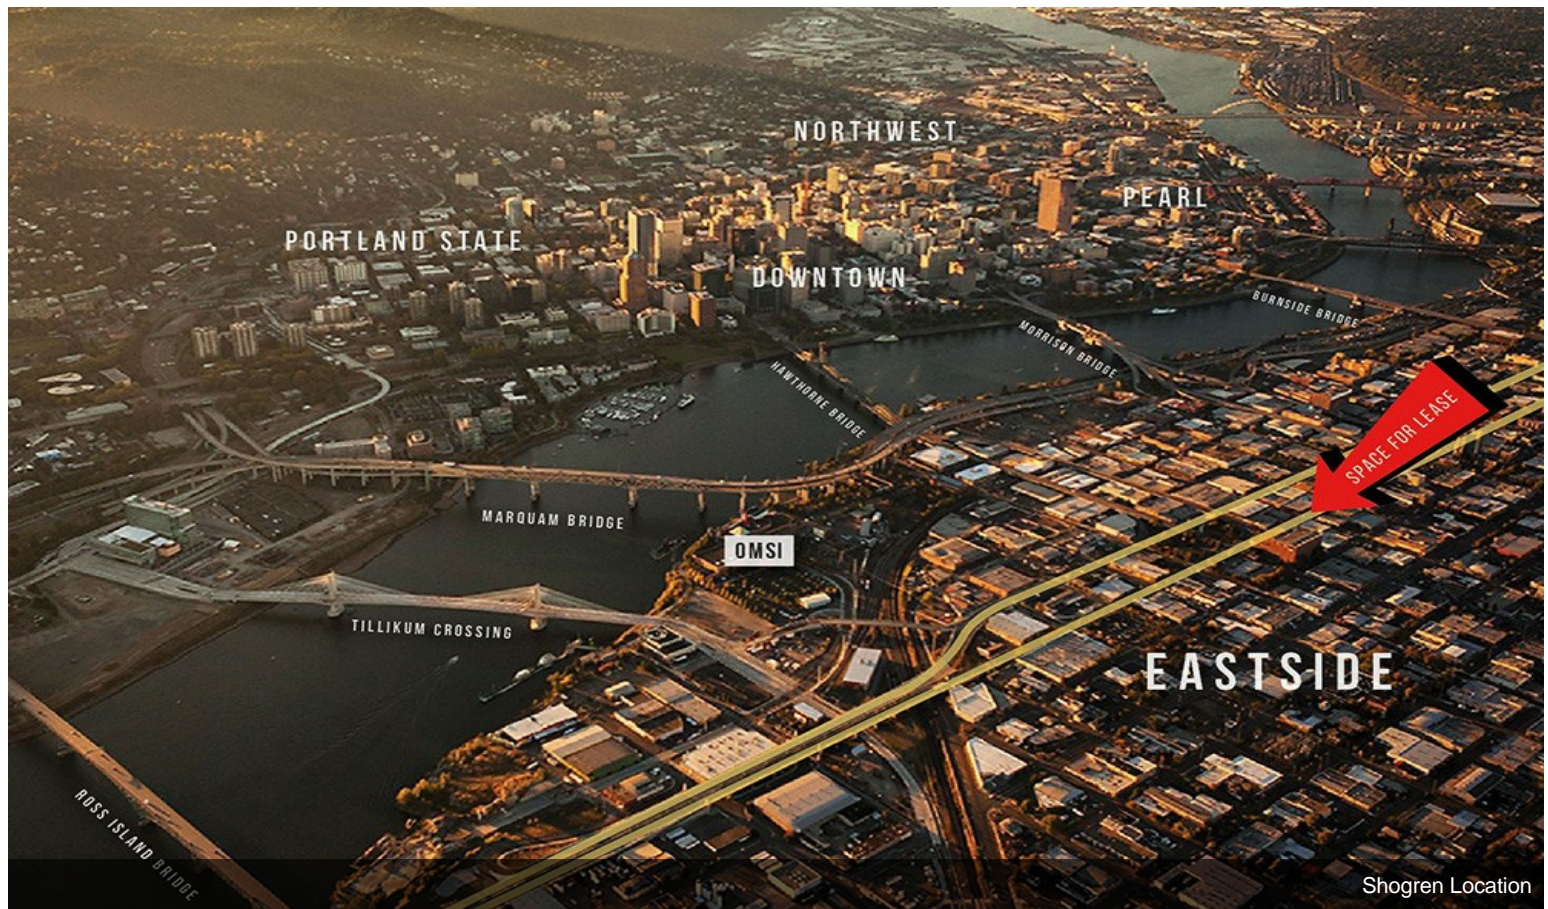 NORTHWEST
PEARL
PORTLAND STATE
DOWNTOWN
BURNSIDE BRIDGE
MORRISON BRIDGE
HAWTHORNE BRIDGE
SPACE FOR LEASE
MARQUAM BRIDGE
OMSI
TILLIKUM CROSSING
EASTSIDE
ROSS ISLAND BRIDGE
Shogren Location